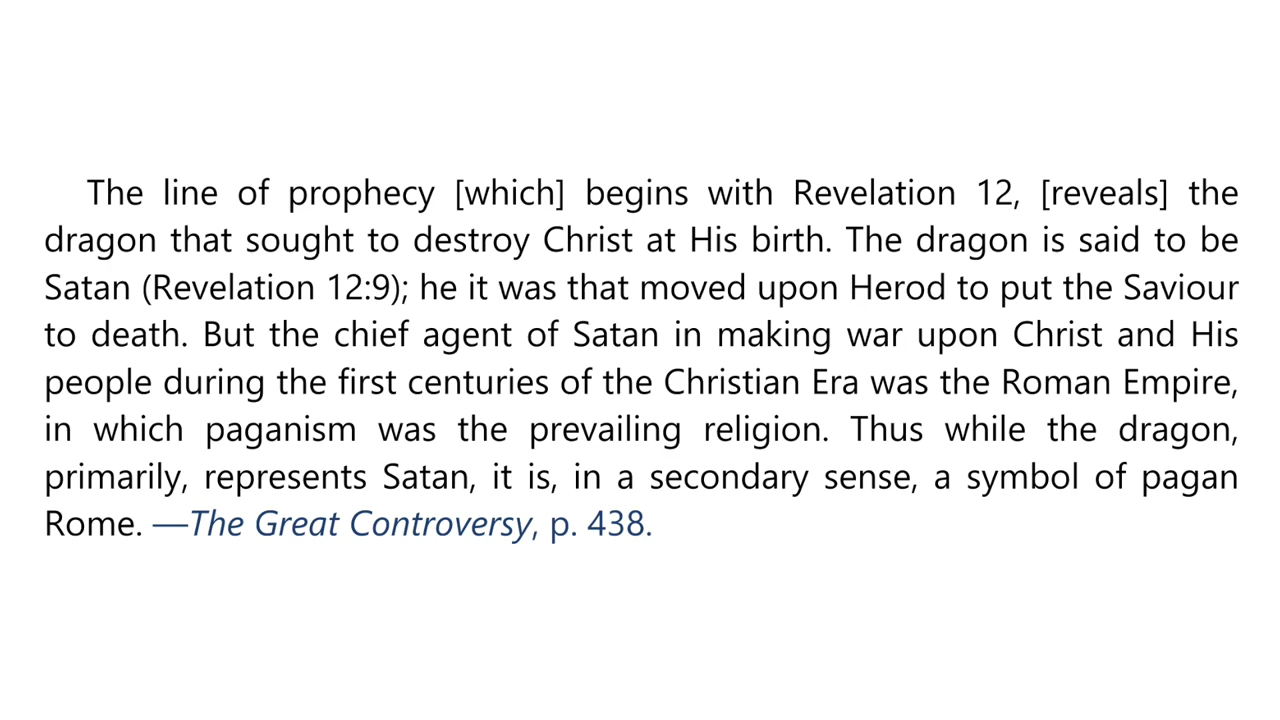 The line of prophecy [which] begins with Revelation 12, [reveals] the
dragon that sought to destroy Christ at His birth. The dragon is said to be
Satan (Revelation 12:9); he it was that moved upon Herod to put the Saviour
to death. But the chief agent of Satan in making war upon Christ and His
people during the first centuries of the Christian Era was the Roman Empire,
in which paganism was the prevailing religion. Thus while the dragon,
primarily, represents Satan, it is, in a secondary sense, a symbol of pagan
Rome. —The Great Controversy, p. 438.